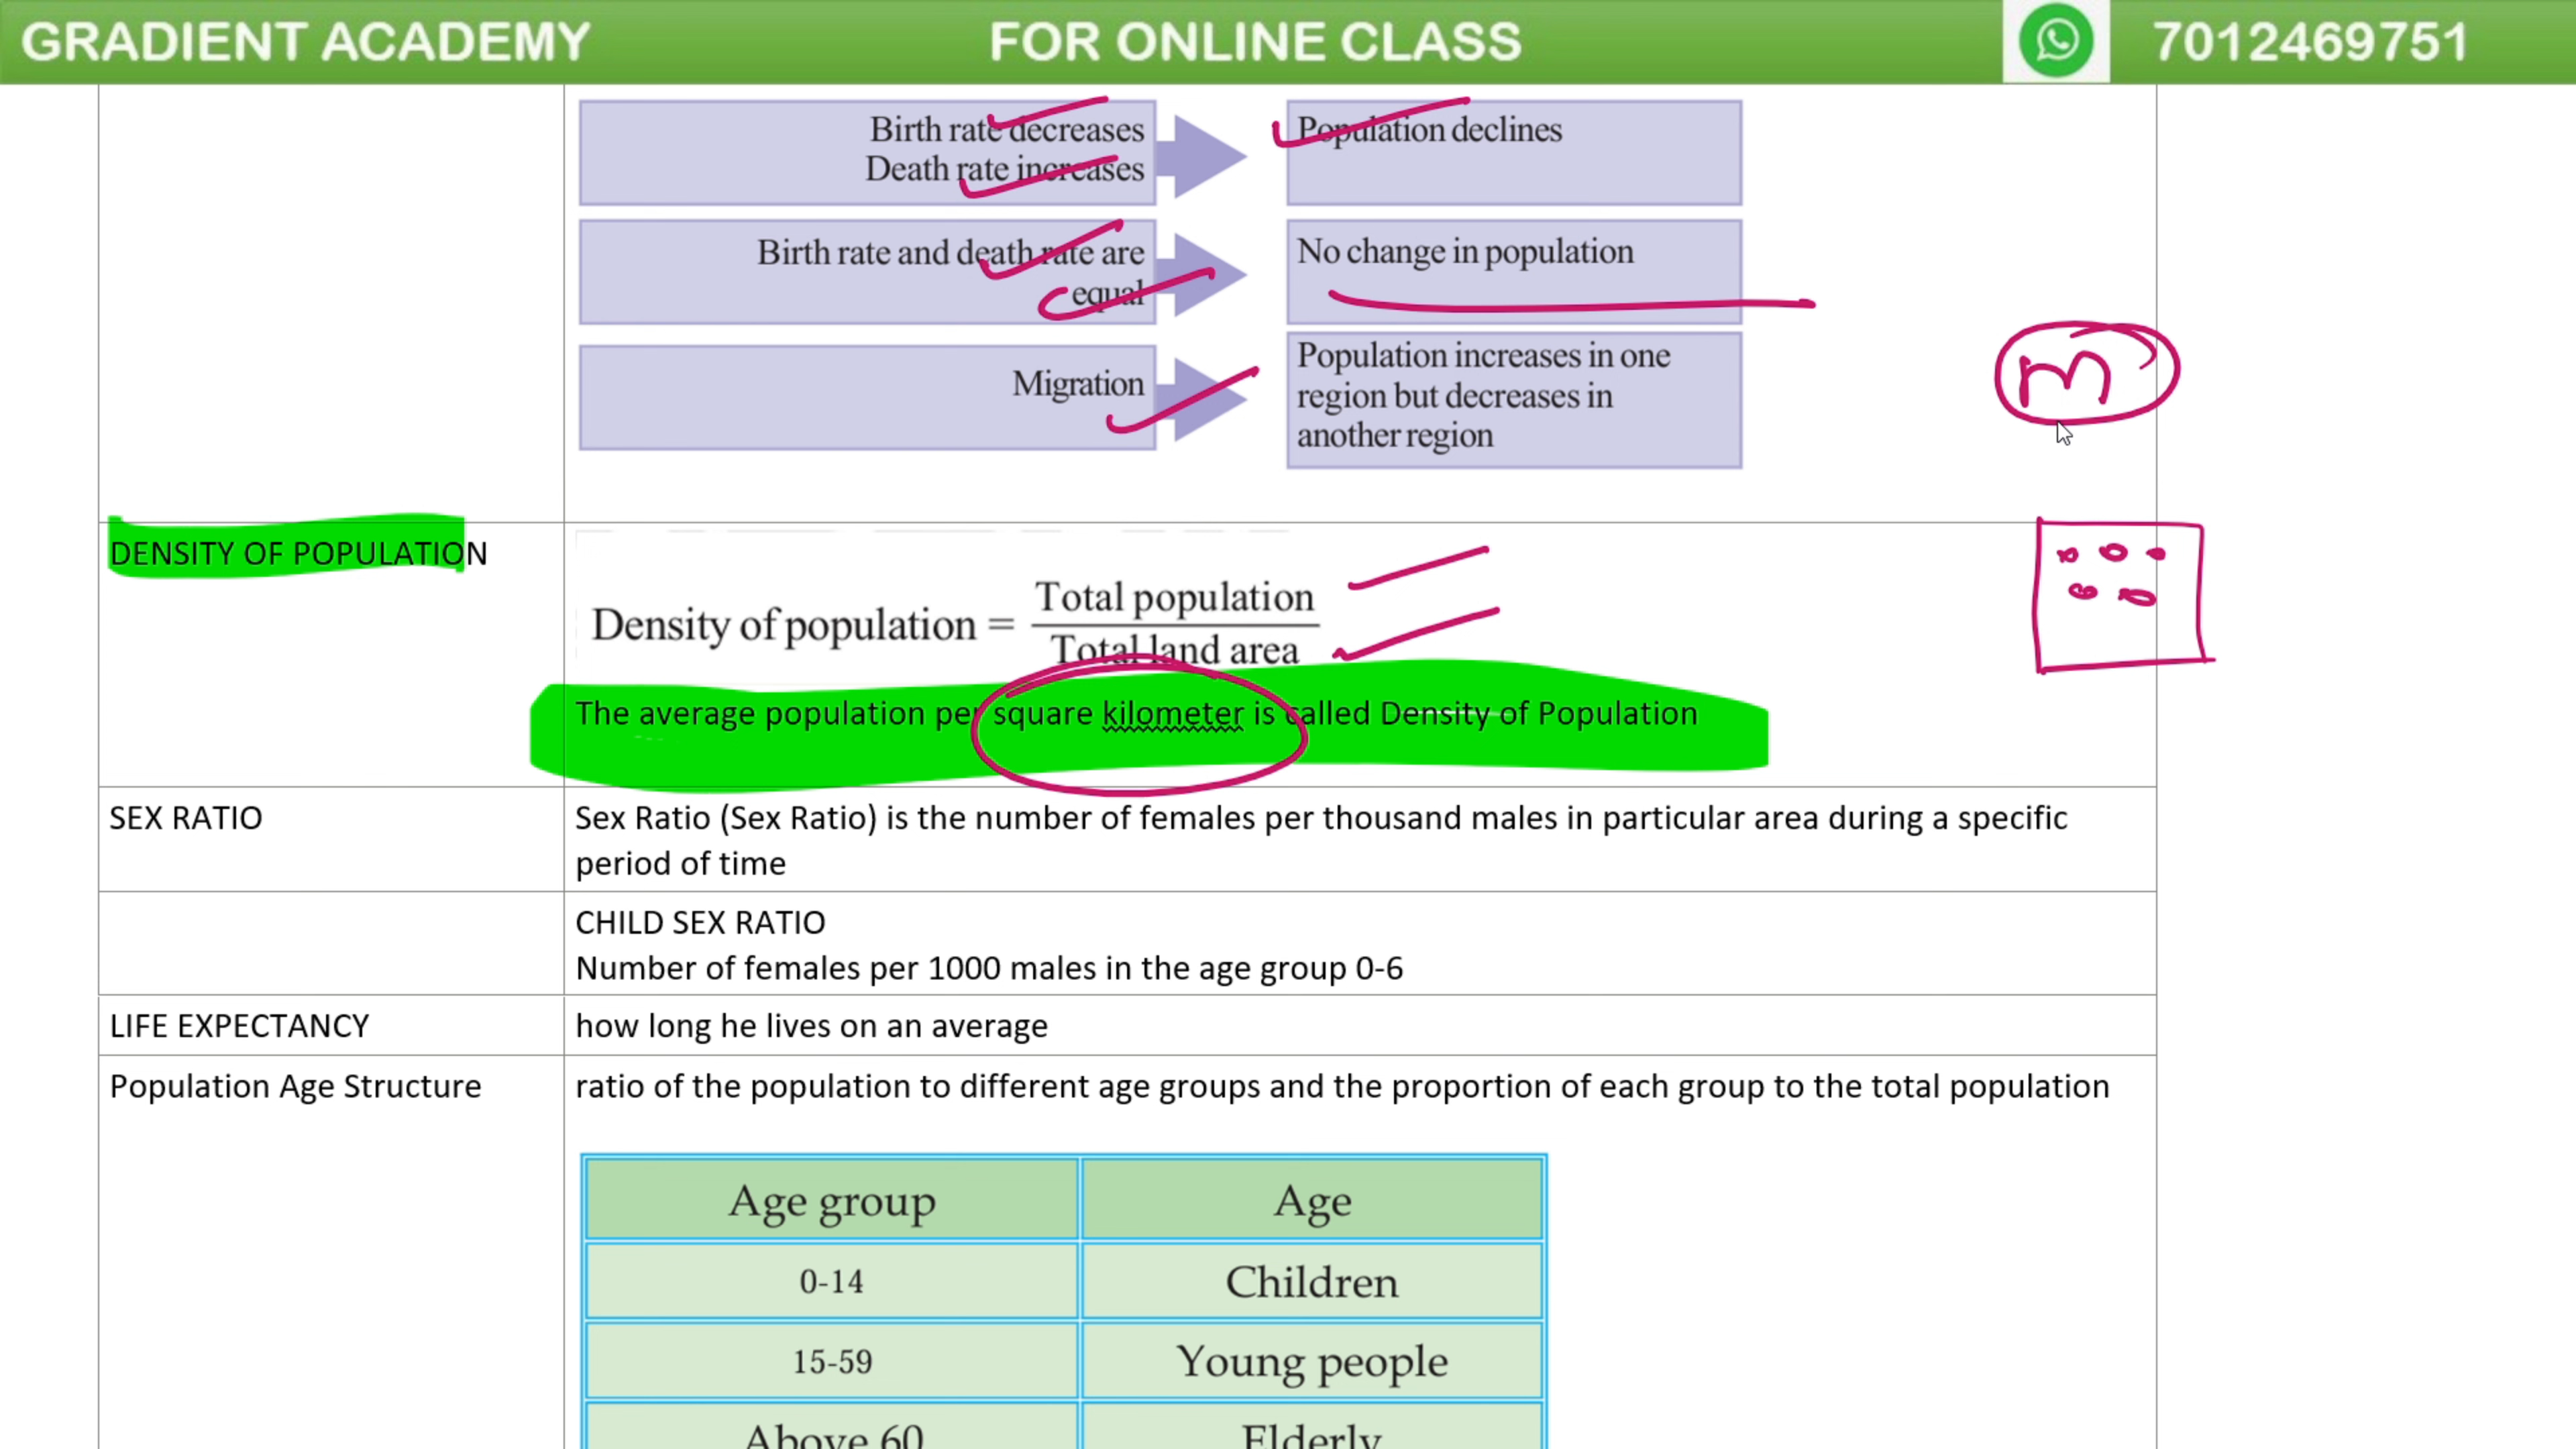 GRADIENT ACADEMY FOR ONLINE CLASS 7012469751
Birth rate decreases
Death rate increases
Population declines
Birth rate and death rate are
equal
No change in population
Migration
Population increases in one
region but decreases in
another region
m
DENSITY OF POPULATION
Density of population = Total population
Total land area
The average population per square kilometer is called Density of Population
SEX RATIO
Sex Ratio (Sex Ratio) is the number of females per thousand males in particular area during a specific
period of time
CHILD SEX RATIO
Number of females per 1000 males in the age group 0-6
LIFE EXPECTANCY
how long he lives on an average
Population Age Structure
ratio of the population to different age groups and the proportion of each group to the total population
Age group Age
0-14 Children
15-59 Young people
Above 60 Elderly